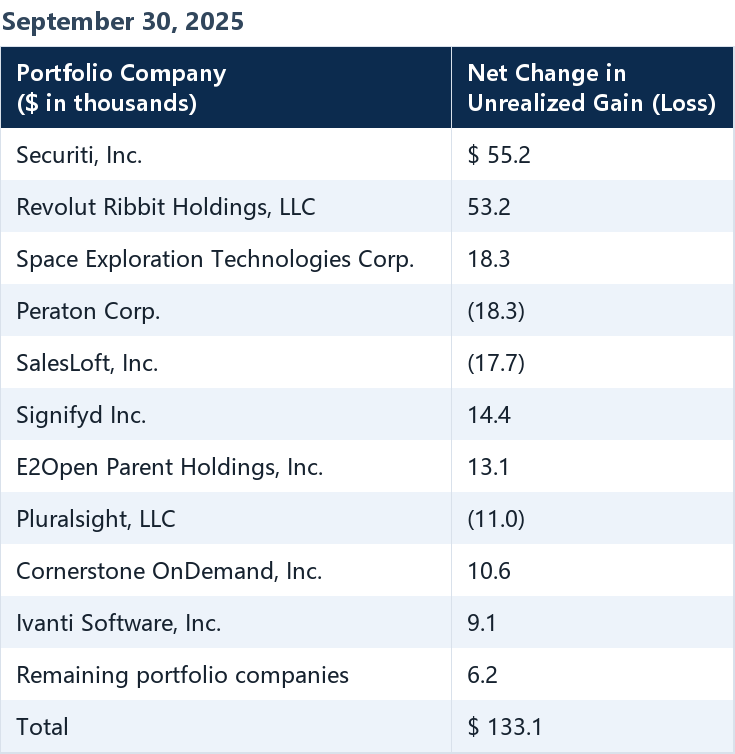 September 30, 2025
Portfolio Company Net Change in
($ in thousands) Unrealized Gain (Loss)
Securiti, Inc. $ 55.2
Revolut Ribbit Holdings, LLC 53.2
Space Exploration Technologies Corp. 18.3
Peraton Corp. (18.3)
SalesLoft, Inc. (17.7)
Signifyd Inc. 14.4
E2Open Parent Holdings, Inc. 13.1
Pluralsight, LLC (11.0)
Cornerstone OnDemand, Inc. 10.6
Ivanti Software, Inc. 9.1
Remaining portfolio companies 6.2
Total $ 133.1